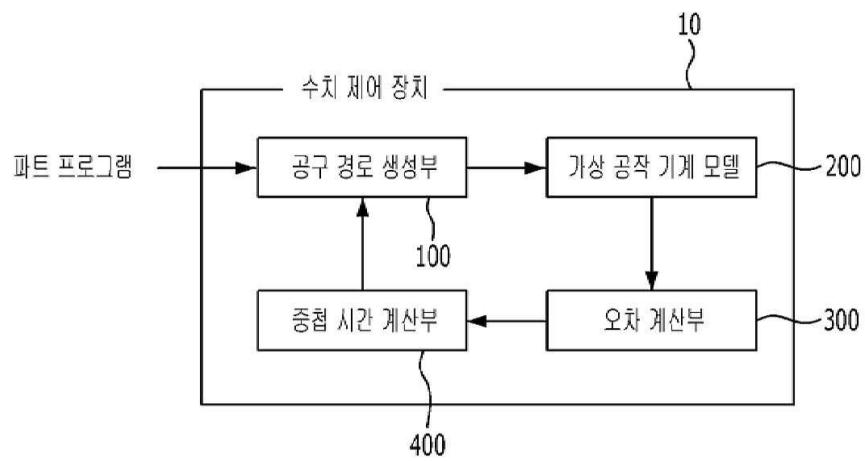 10
수치 제어 장치
파트 프로그램
공구 경로 생성부
가상 공작 기계 모델
200
100
중첩 시간 계산부
오차 계산부
300
400